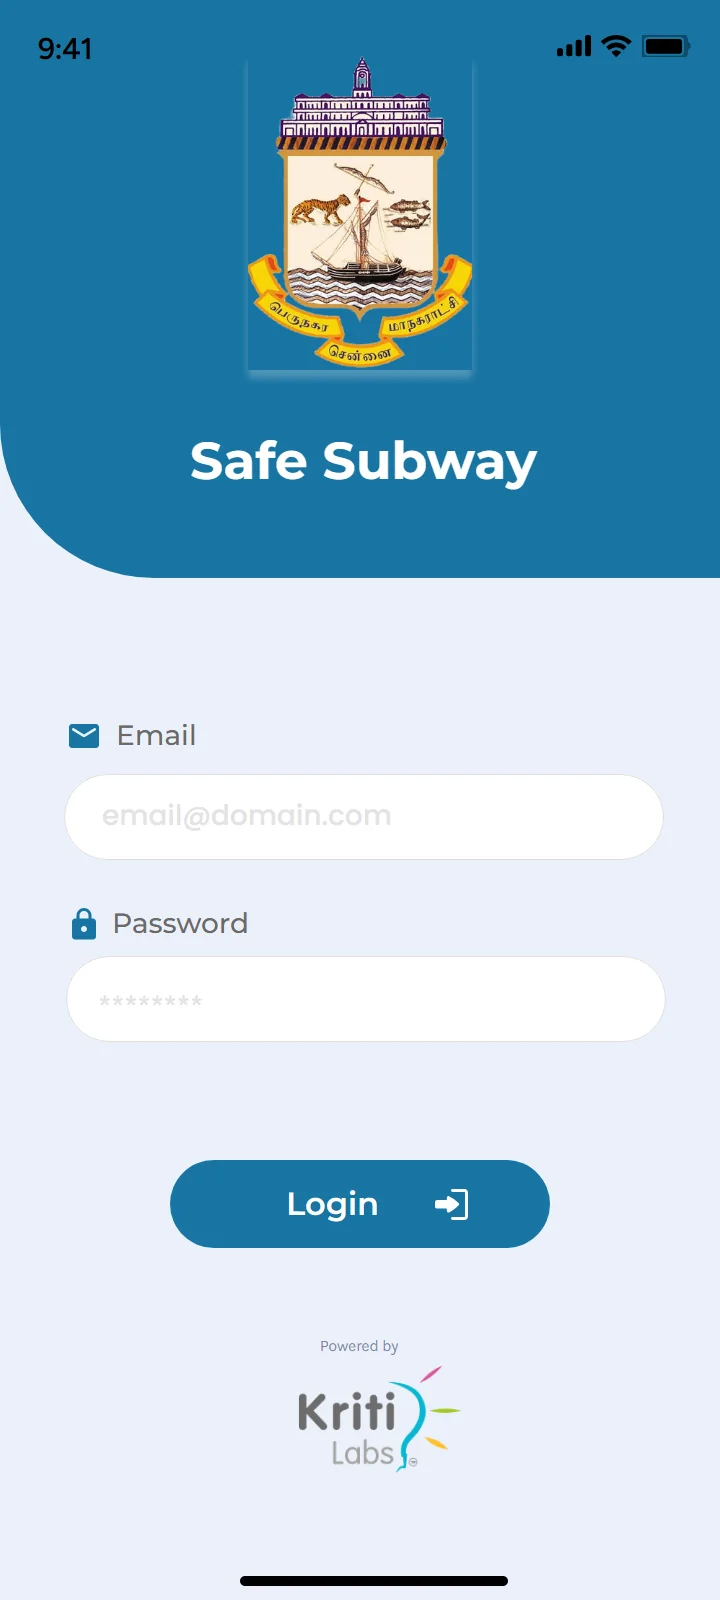 9:41
பெருநகர
சென்னை
மாநகராட்சி
Safe Subway
Email
email@domain.com
Password
********
Login
Powered by
Kriti
Labs